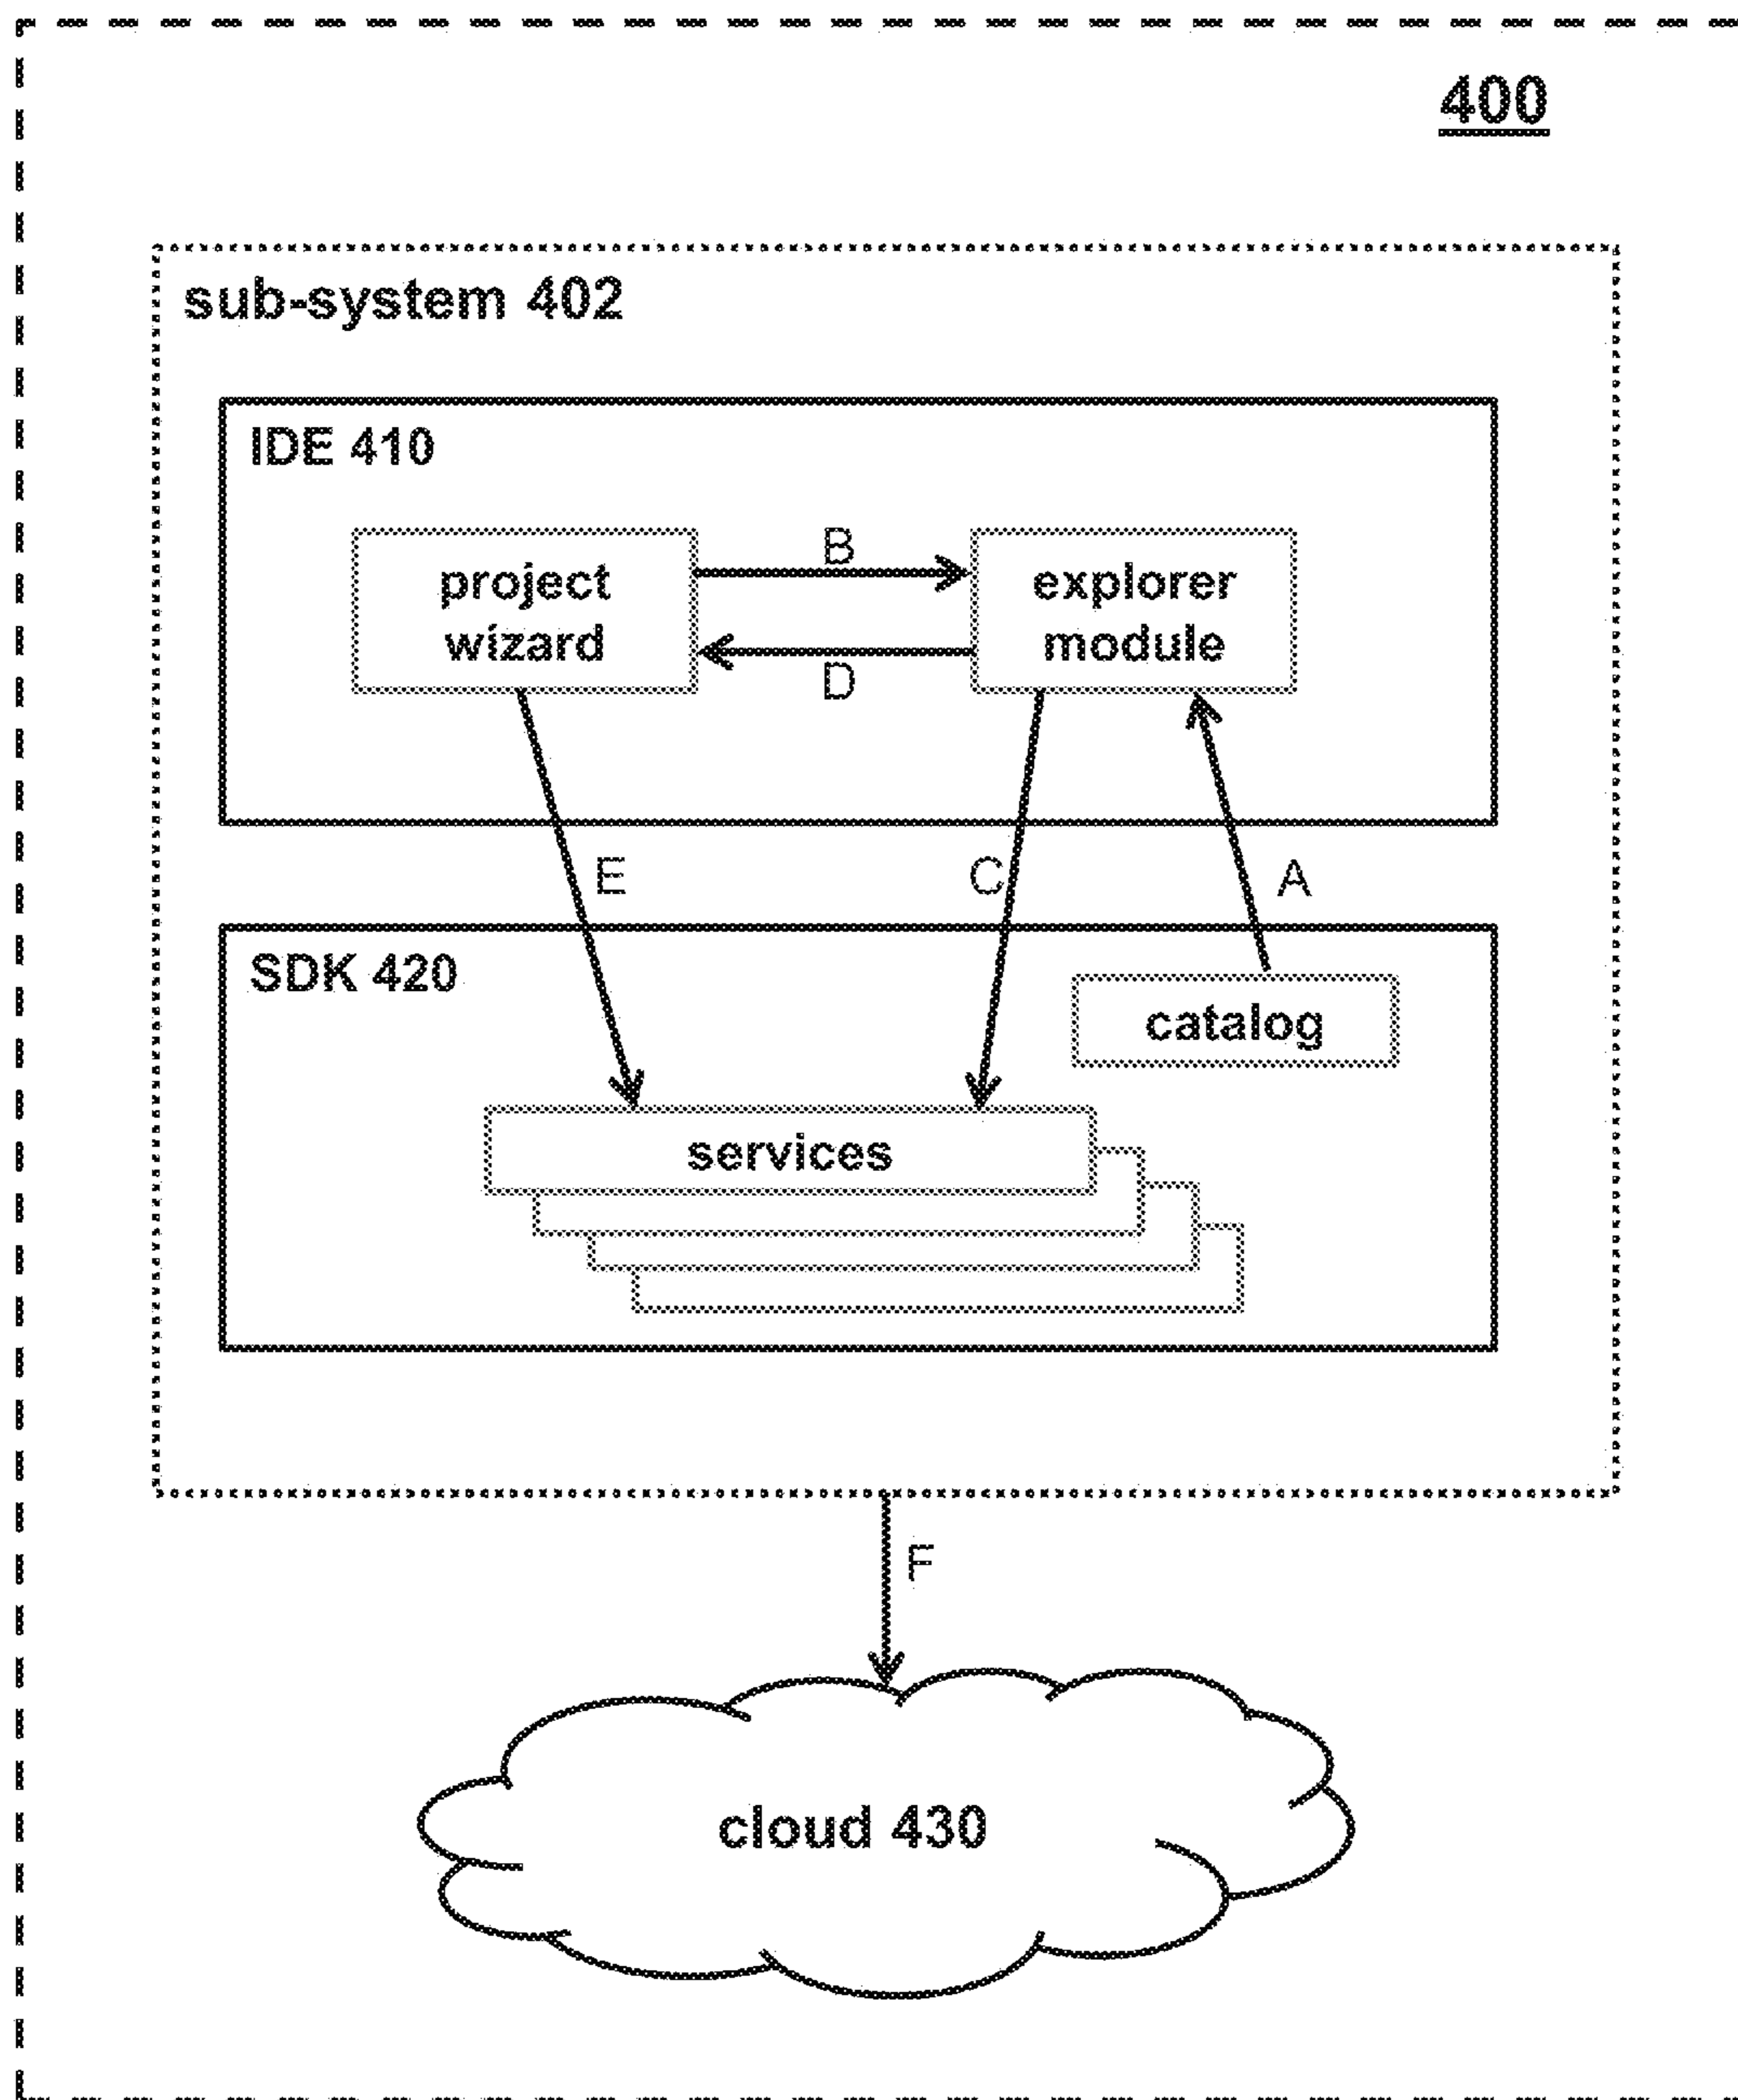 400
sub-system 402
IDE 410
project
wizard
B
D
explorer
module
E
C
A
SDK 420
catalog
services
F
cloud 430